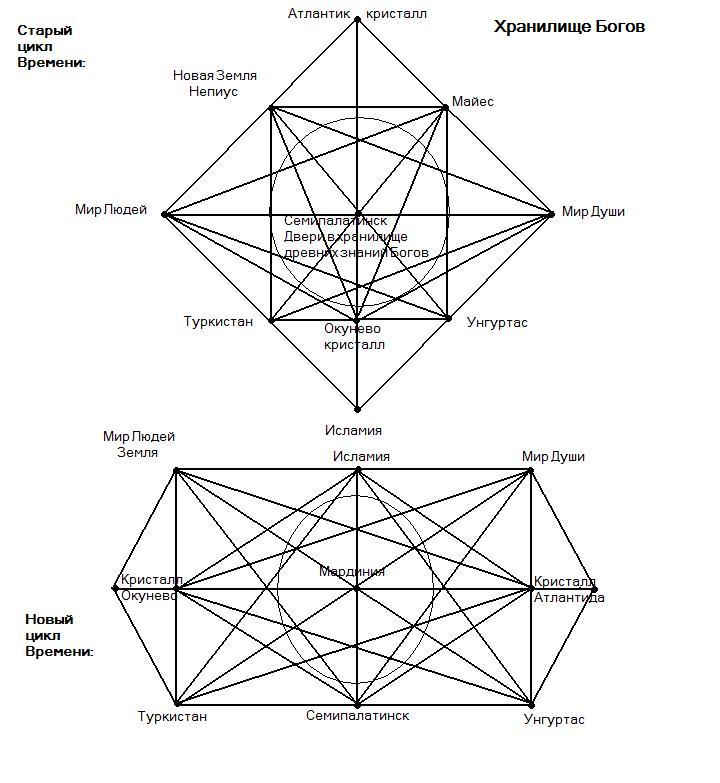 Старый
цикл
Времени:
Хранилище Богов
Атлантик кристалл
Новая Земля
Непиус
Майес
Мир Людей
Мир Души
Семипалатинск
Двери в хранилище
древних знаний Богов
Туркистан
Окунево
кристалл
Унгуртас
Исламия
Мир Людей
Земля
Исламия
Мир Души
Мардиния
Кристалл
Окунево
Кристалл
Атлантида
Новый
цикл
Времени:
Туркистан
Семипалатинск
Унгуртас